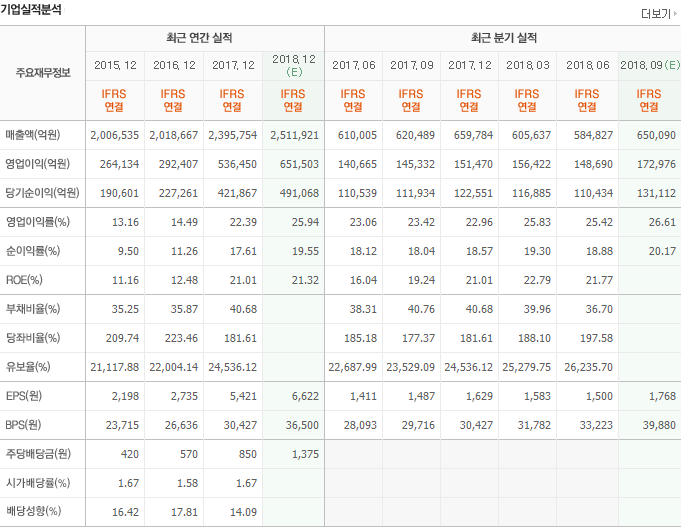 기업실적분석
더보기
주요재무정보 최근 연간 실적 최근 분기 실적
2015.12 2016.12 2017.12 2018.12 (E) 2017.06 2017.09 2017.12 2018.03 2018.06 2018.09(E)
IFRS IFRS IFRS IFRS IFRS IFRS IFRS IFRS IFRS IFRS
연결 연결 연결 연결 연결 연결 연결 연결 연결 연결
매출액(억원) 2,006,535 2,018,667 2,395,754 2,511,921 610,005 620,489 659,784 605,637 584,827 650,090
영업이익(억원) 264,134 292,407 536,450 651,503 140,665 145,332 151,470 156,422 148,690 172,976
당기순이익(억원) 190,601 227,261 421,867 491,068 110,539 111,934 122,551 116,885 110,434 131,112
영업이익률(%) 13.16 14.49 22.39 25.94 23.06 23.42 22.96 25.83 25.42 26.61
순이익률(%) 9.50 11.26 17.61 19.55 18.12 18.04 18.57 19.30 18.88 20.17
ROE(%) 11.16 12.48 21.01 21.32 16.04 19.24 21.01 22.79 21.77
부채비율(%) 35.25 35.87 40.68 38.31 40.76 40.68 39.96 36.70
당좌비율(%) 209.74 223.46 181.61 185.18 177.37 181.61 188.10 197.58
유보율(%) 21,117.88 22,004.14 24,536.12 22,687.99 23,529.09 24,536.12 25,279.75 26,235.70
EPS(원) 2,198 2,735 5,421 6,622 1,411 1,487 1,629 1,583 1,500 1,768
BPS(원) 23,715 26,636 30,427 36,500 28,093 29,716 30,427 31,782 33,223 39,880
주당배당금(원) 420 570 850 1,375
시가배당률(%) 1.67 1.58 1.67
배당성향(%) 16.42 17.81 14.09